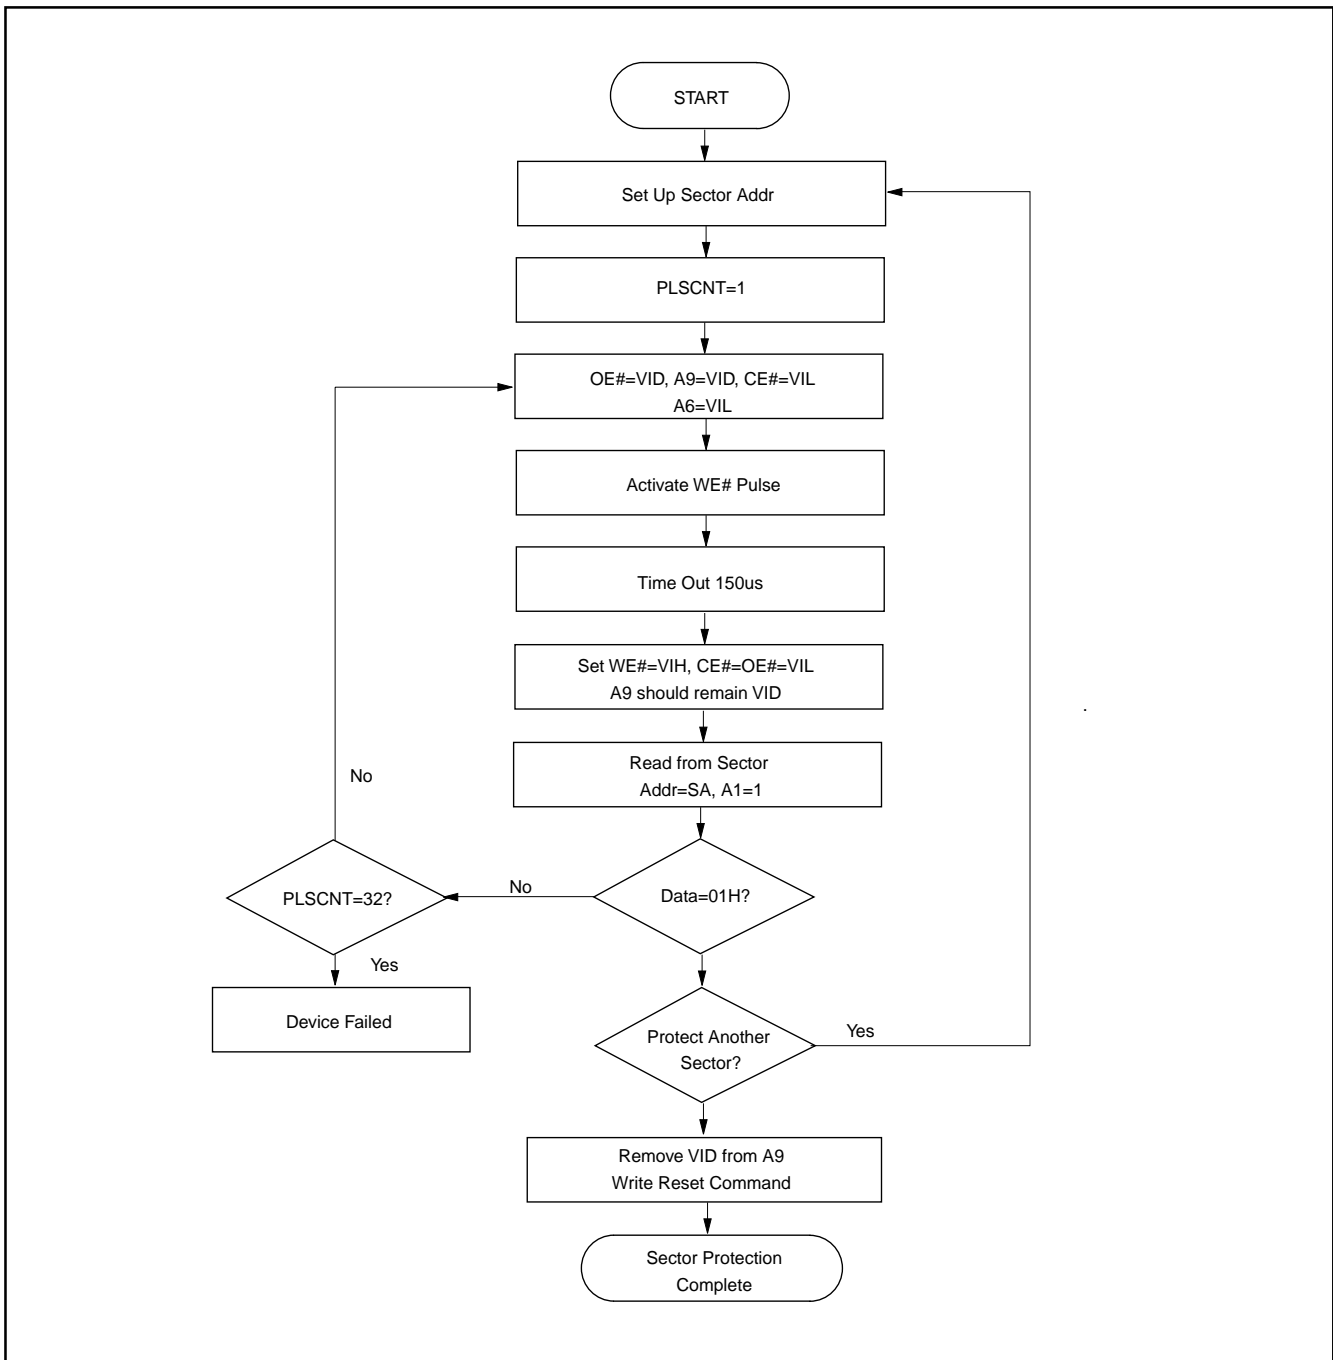 START
Set Up Sector Addr
PLSCNT=1
OE#=VID, A9=VID, CE#=VIL
A6=VIL
Activate WE# Pulse
Time Out 150us
Set WE#=VIH, CE#=OE#=VIL
A9 should remain VID
.
Read from Sector
Addr=SA, A1=1
No
Data=01H?
No
PLSCNT=32?
Yes
Device Failed
Protect Another
Sector?
Yes
Remove VID from A9
Write Reset Command
Sector Protection
Complete